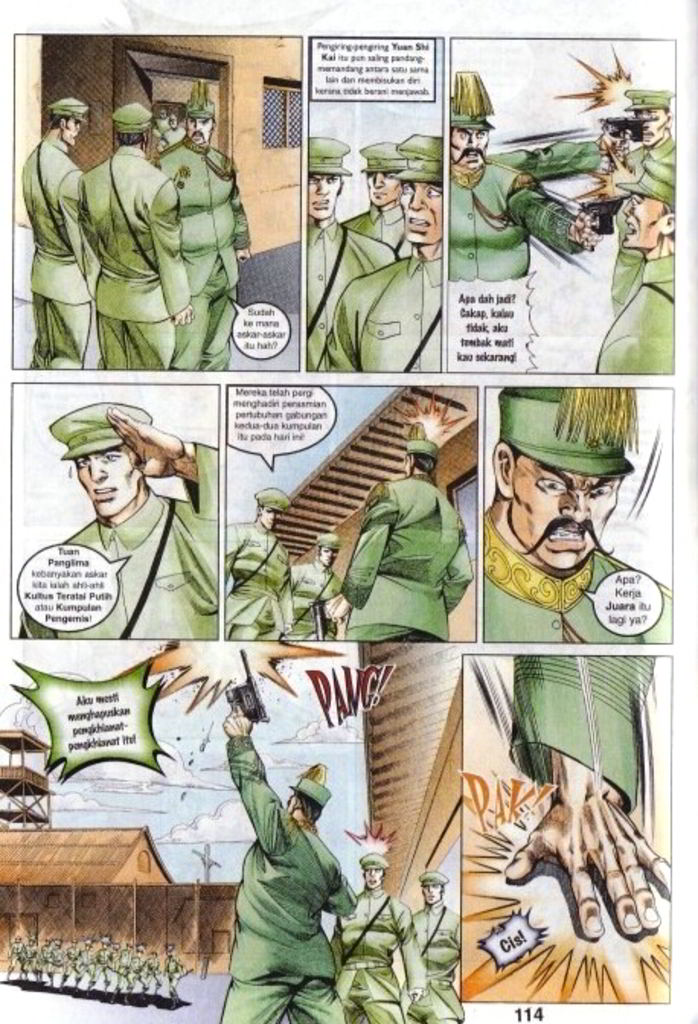 Sudah
ke mana
askar-askar
itu hah?
Pengiring-pengiring Yuan Shi
Kai itu pun saling pandang-
memandang antara satu sama
lain dan membisukan diri
kerana tidak berani menjawab.
Apa dah jadi?
Cakap, kalau
tidak, aku
tembak mati
kau sekarang!
Tuan
Panglima
kebanyakan askar
kita ialah ahli-ahli
Kultus Teratai Putih
atau Kumpulan
Pengemis!
Mereka telah pergi
menghadiri perasmian
pertubuhan gabungan
kedua-dua kumpulan
itu pada hari ini!
Apa?
Kerja
Juara itu
lagi ya?
Aku mesti
menghapuskan
pengkhianat-
pengkhianat itu!
PANG!
PAK!
Cis!
114